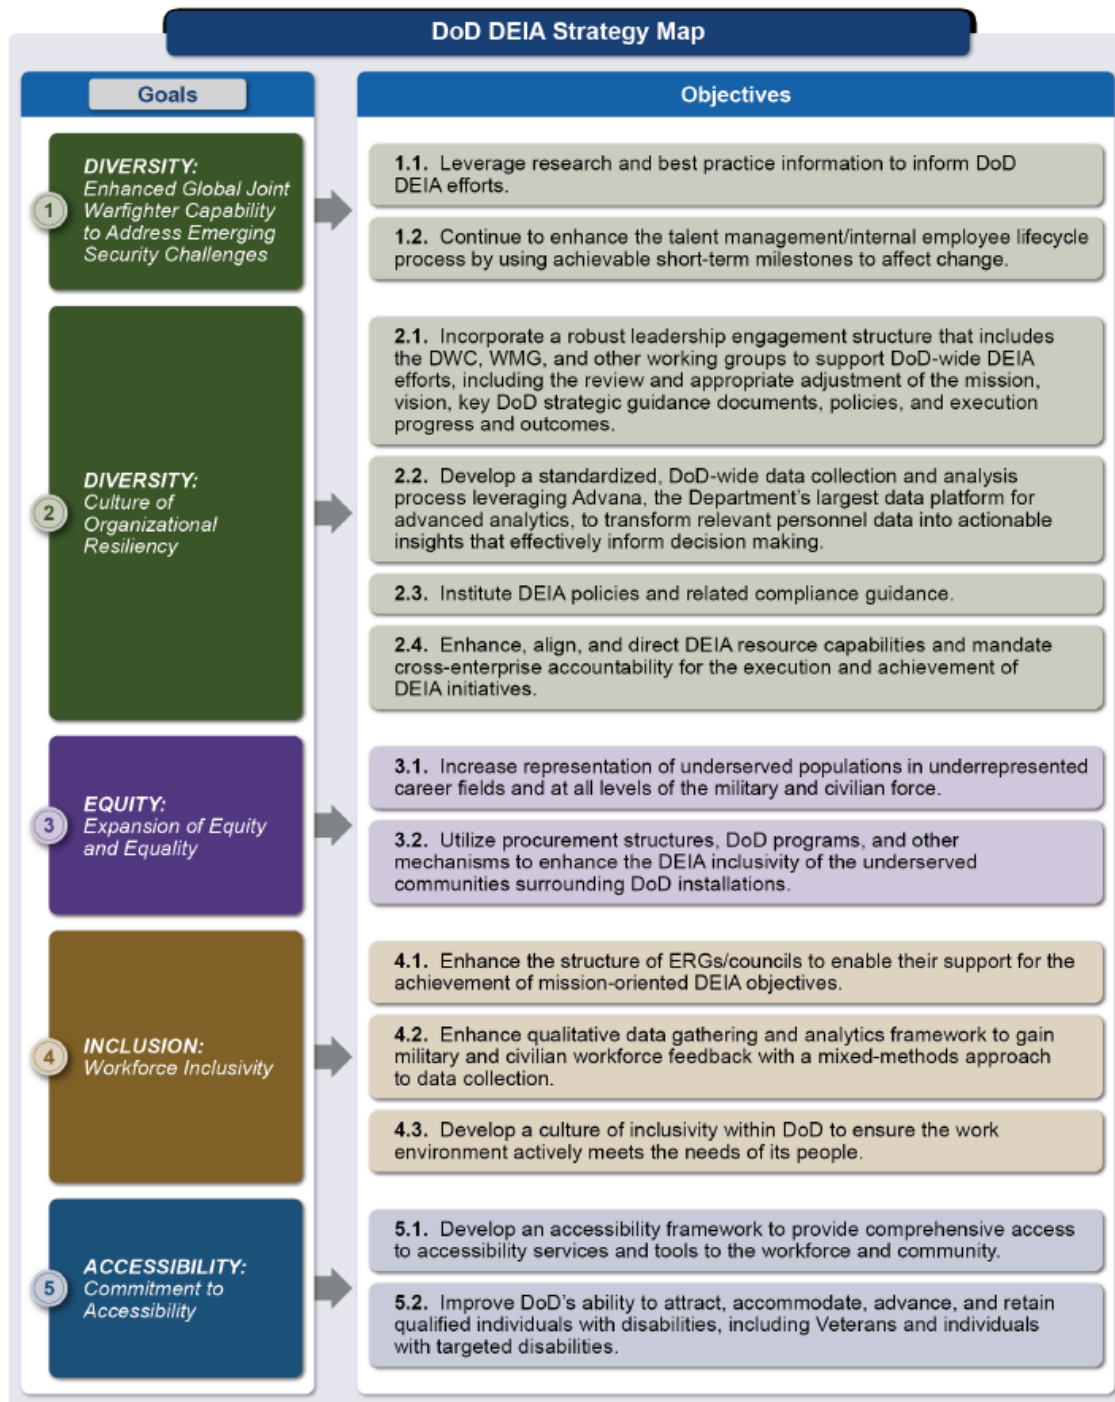 DoD DEIA Strategy Map
Goals
Objectives
1
DIVERSITY:
Enhanced Global Joint
Warfighter Capability
to Address Emerging
Security Challenges
1.1. Leverage research and best practice information to inform DoD
DEIA efforts.
1.2. Continue to enhance the talent management/internal employee lifecycle
process by using achievable short-term milestones to affect change.
2
DIVERSITY:
Culture of
Organizational
Resiliency
2.1. Incorporate a robust leadership engagement structure that includes
the DWC, WMG, and other working groups to support DoD-wide DEIA
efforts, including the review and appropriate adjustment of the mission,
vision, key DoD strategic guidance documents, policies, and execution
progress and outcomes.
2.2. Develop a standardized, DoD-wide data collection and analysis
process leveraging Advana, the Department's largest data platform for
advanced analytics, to transform relevant personnel data into actionable
insights that effectively inform decision making.
2.3. Institute DEIA policies and related compliance guidance.
2.4. Enhance, align, and direct DEIA resource capabilities and mandate
cross-enterprise accountability for the execution and achievement of
DEIA initiatives.
3
EQUITY:
Expansion of Equity
and Equality
3.1. Increase representation of underserved populations in underrepresented
career fields and at all levels of the military and civilian force.
3.2. Utilize procurement structures, DoD programs, and other
mechanisms to enhance the DEIA inclusivity of the underserved
communities surrounding DoD installations.
4
INCLUSION:
Workforce Inclusivity
4.1. Enhance the structure of ERGs/councils to enable their support for the
achievement of mission-oriented DEIA objectives.
4.2. Enhance qualitative data gathering and analytics framework to gain
military and civilian workforce feedback with a mixed-methods approach
to data collection.
4.3. Develop a culture of inclusivity within DoD to ensure the work
environment actively meets the needs of its people.
5
ACCESSIBILITY:
Commitment to
Accessibility
5.1. Develop an accessibility framework to provide comprehensive access
to accessibility services and tools to the workforce and community.
5.2. Improve DoD's ability to attract, accommodate, advance, and retain
qualified individuals with disabilities, including Veterans and individuals
with targeted disabilities.